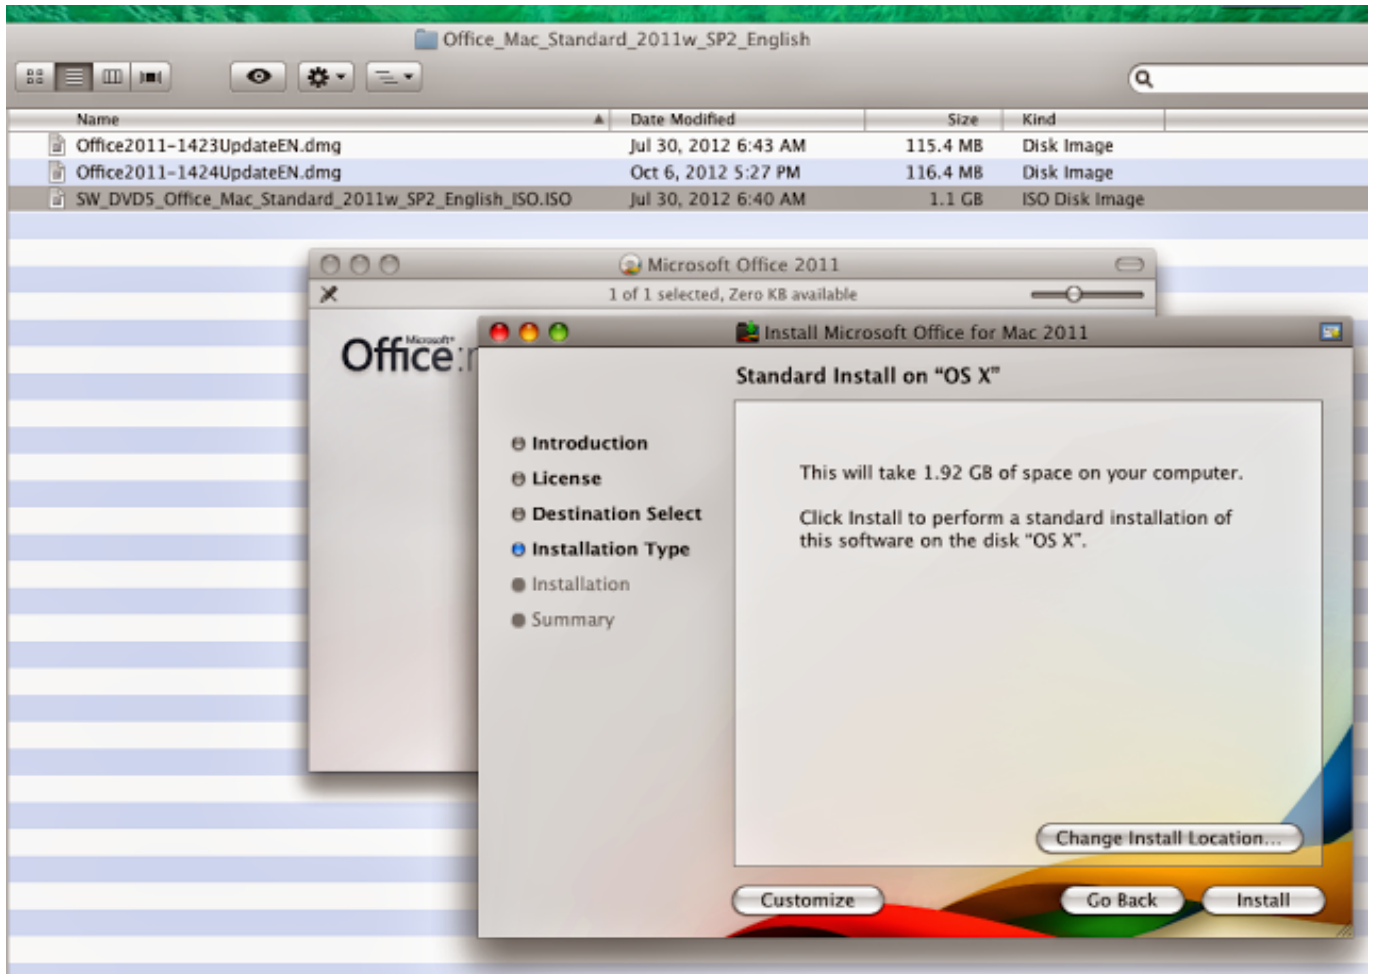 Office_Mac_Standard_2011w_SP2_English
Name Date Modified Size Kind
Office2011-1423UpdateEN.dmg Jul 30, 2012 6:43 AM 115.4 MB Disk Image
Office2011-1424UpdateEN.dmg Oct 6, 2012 5:27 PM 116.4 MB Disk Image
SW_DVD5_Office_Mac_Standard_2011w_SP2_English_ISO.ISO Jul 30, 2012 6:40 AM 1.1 GB ISO Disk Image
Microsoft Office 2011
1 of 1 selected, Zero KB available
Microsoft
Office:
Install Microsoft Office for Mac 2011
Standard Install on “OS X”
Introduction
License
Destination Select
Installation Type
Installation
Summary
This will take 1.92 GB of space on your computer.
Click Install to perform a standard installation of
this software on the disk “OS X”.
Change Install Location...
Customize Go Back Install